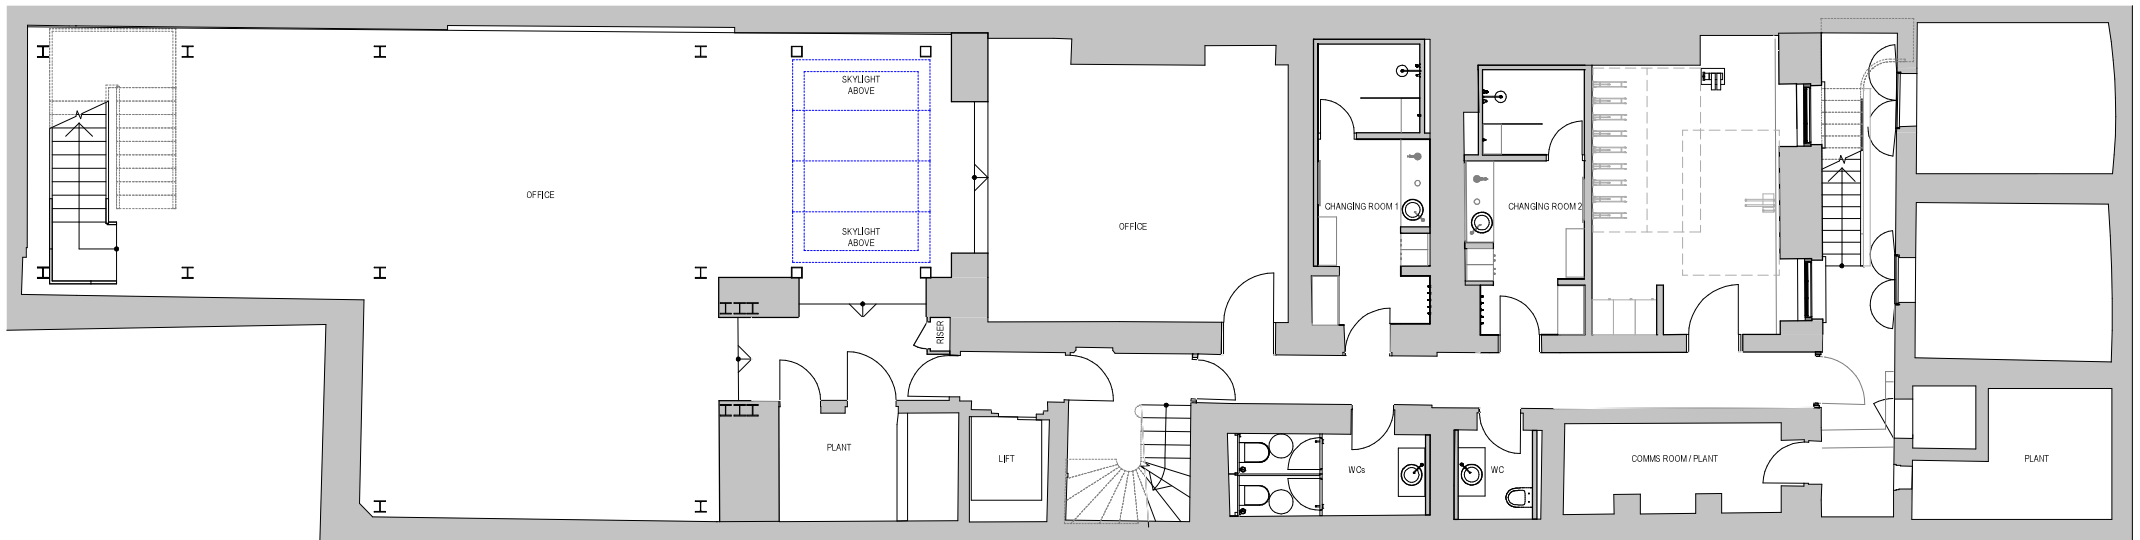 SKYLIGHT
ABOVE
OFFICE
SKYLIGHT
ABOVE
OFFICE
CHANGING ROOM 1
CHANGING ROOM 2
RISER
PLANT
LIFT
WCs
WC
COMMS ROOM / PLANT
PLANT